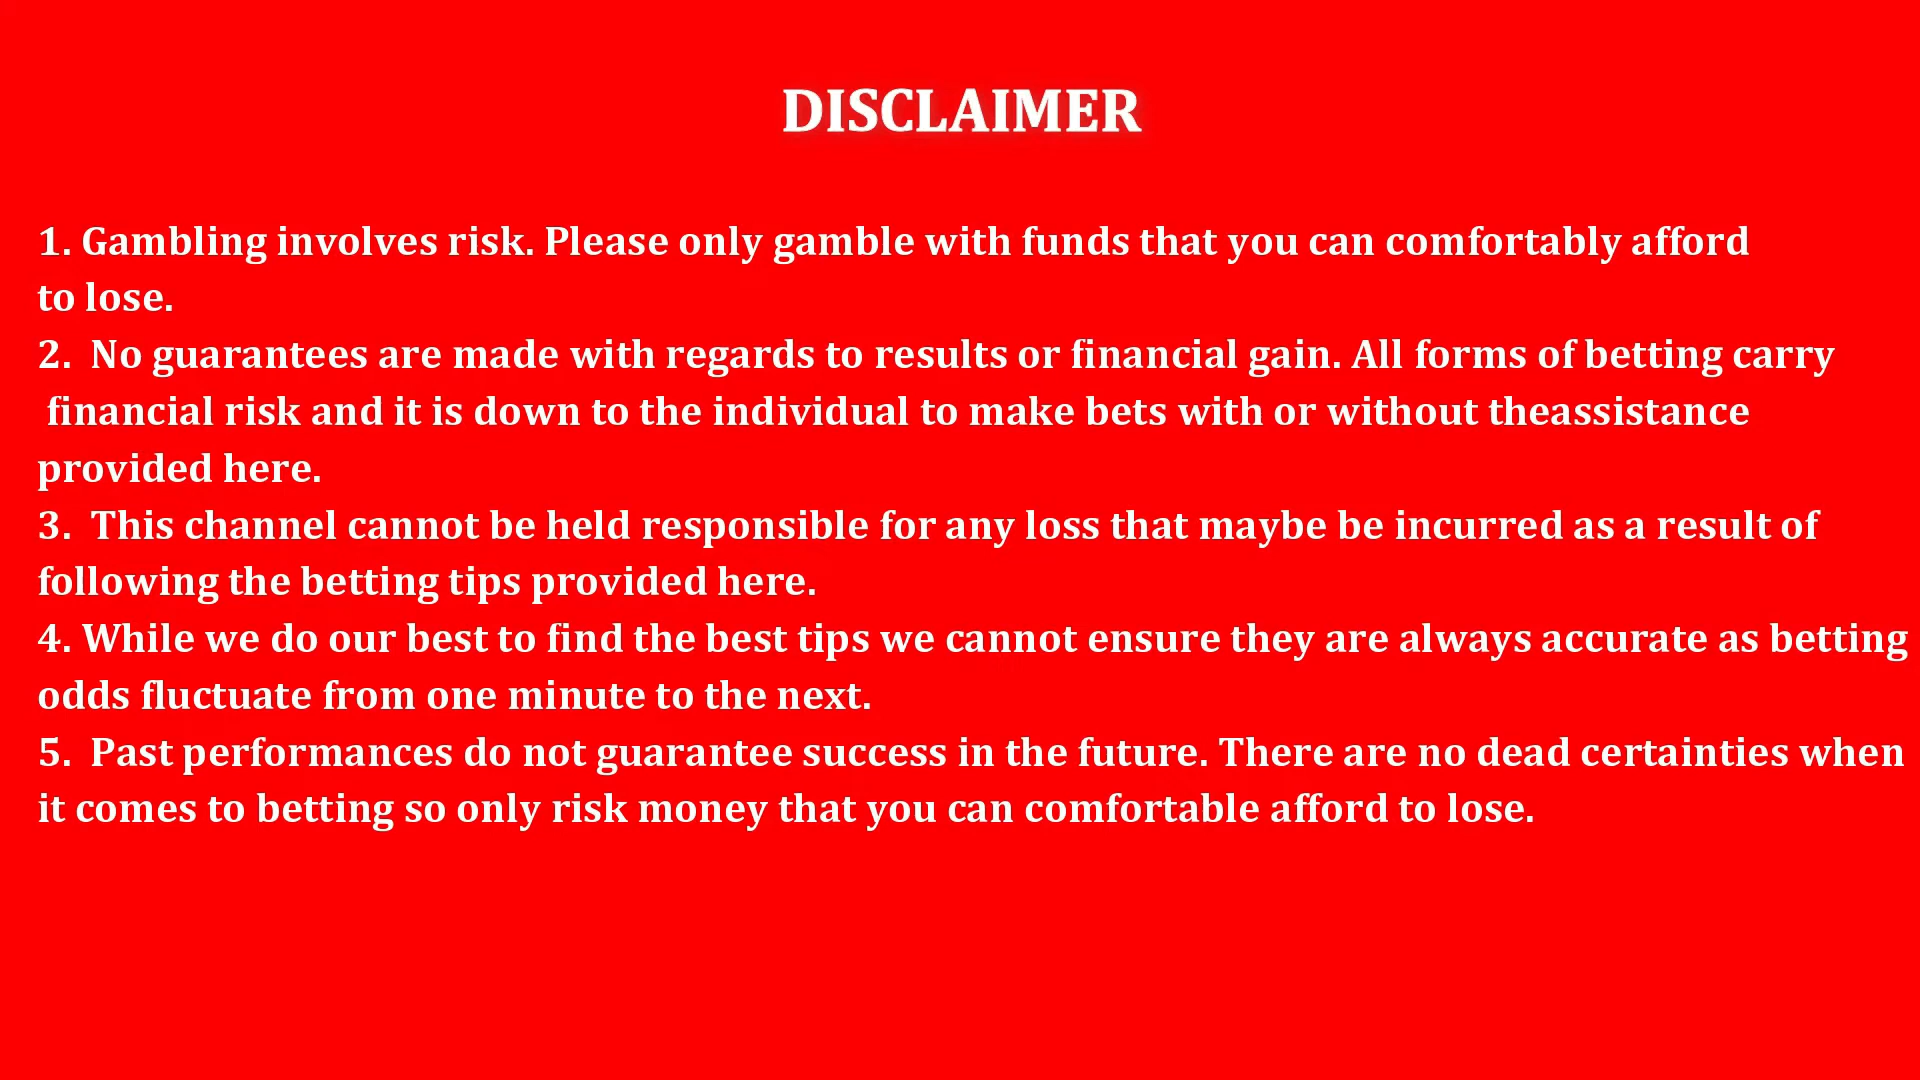 DISCLAIMER
1. Gambling involves risk. Please only gamble with funds that you can comfortably afford
to lose.
2.  No guarantees are made with regards to results or financial gain. All forms of betting carry
financial risk and it is down to the individual to make bets with or without theassistance
provided here.
3.  This channel cannot be held responsible for any loss that maybe be incurred as a result of
following the betting tips provided here.
4. While we do our best to find the best tips we cannot ensure they are always accurate as betting
odds fluctuate from one minute to the next.
5.  Past performances do not guarantee success in the future. There are no dead certainties when
it comes to betting so only risk money that you can comfortable afford to lose.